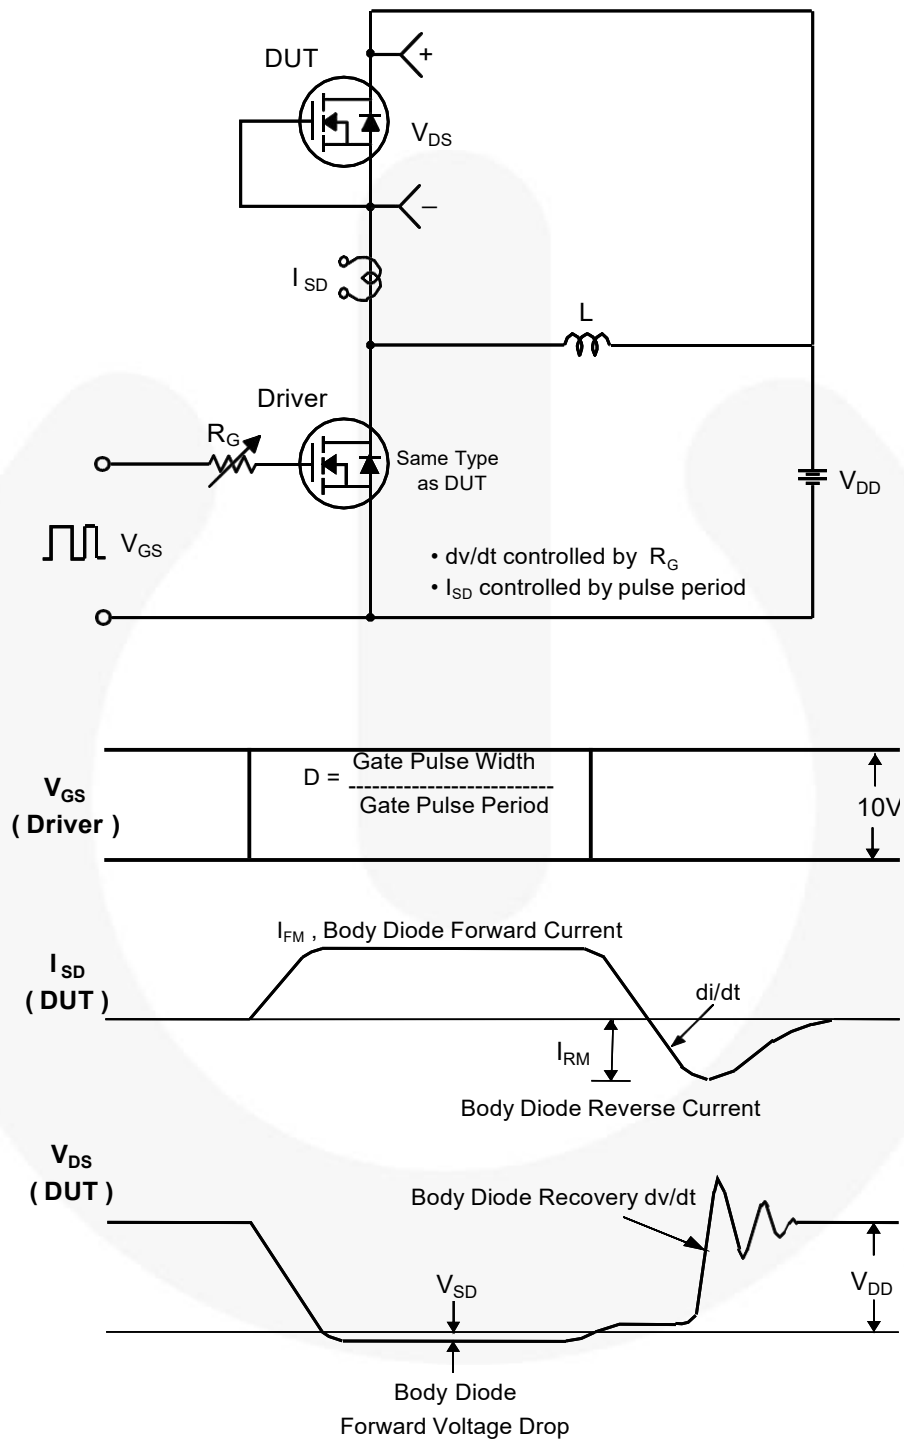 DUT
+
V_DS
–
I_SD
L
Driver
R_G
Same Type
as DUT
V_DD
V_GS
• dv/dt controlled by R_G
• I_SD controlled by pulse period
V_GS
( Driver )
D = Gate Pulse Width
--------------------------
Gate Pulse Period
10V
I_FM , Body Diode Forward Current
I_SD
( DUT )
di/dt
I_RM
Body Diode Reverse Current
V_DS
( DUT )
Body Diode Recovery dv/dt
V_SD
V_DD
Body Diode
Forward Voltage Drop